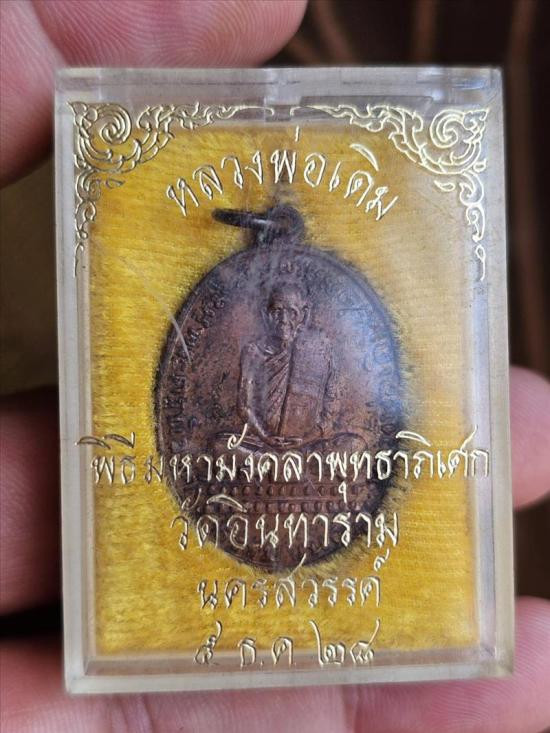 หลวงพ่อเดิม
พิธีมหามังคลาพุทธาภิเศก
วัดอินทาราม
นครสวรรค์
๕ ธ.ค. ๒๘